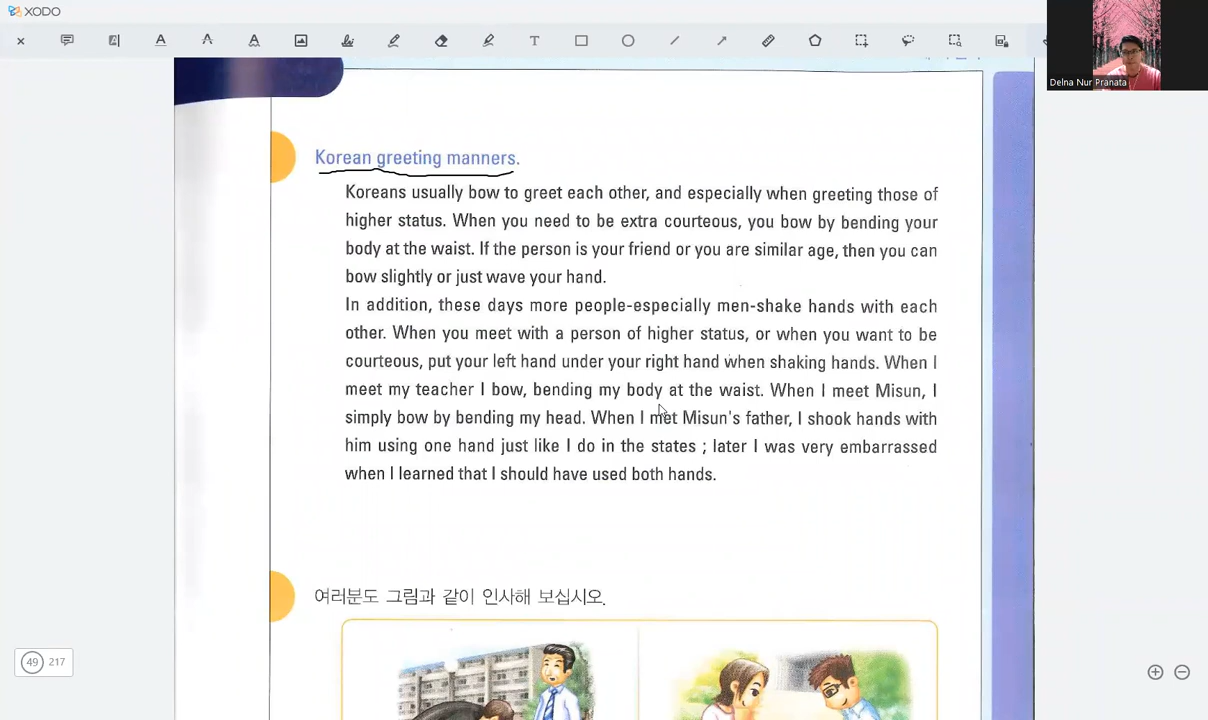 XODO
Delna Nur Pranata
Korean greeting manners.
Koreans usually bow to greet each other, and especially when greeting those of
higher status. When you need to be extra courteous, you bow by bending your
body at the waist. If the person is your friend or you are similar age, then you can
bow slightly or just wave your hand.
In addition, these days more people-especially men-shake hands with each
other. When you meet with a person of higher status, or when you want to be
courteous, put your left hand under your right hand when shaking hands. When I
meet my teacher I bow, bending my body at the waist. When I meet Misun, I
simply bow by bending my head. When I met Misun's father, I shook hands with
him using one hand just like I do in the states ; later I was very embarrassed
when I learned that I should have used both hands.
여러분도 그림과 같이 인사해 보십시오.
49 217